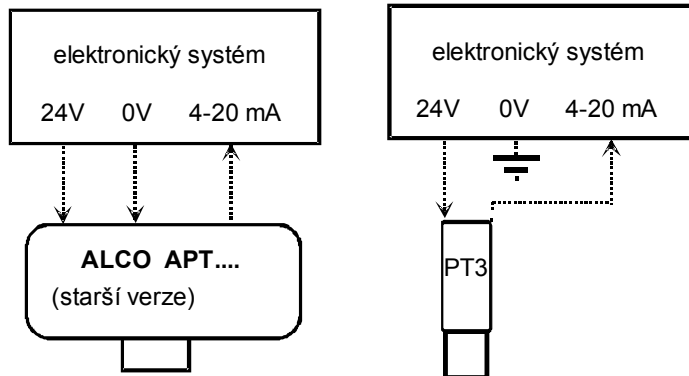 elektronický systém
24V 0V 4-20 mA
ALCO APT....
(starší verze)
elektronický systém
24V 0V 4-20 mA
PT3